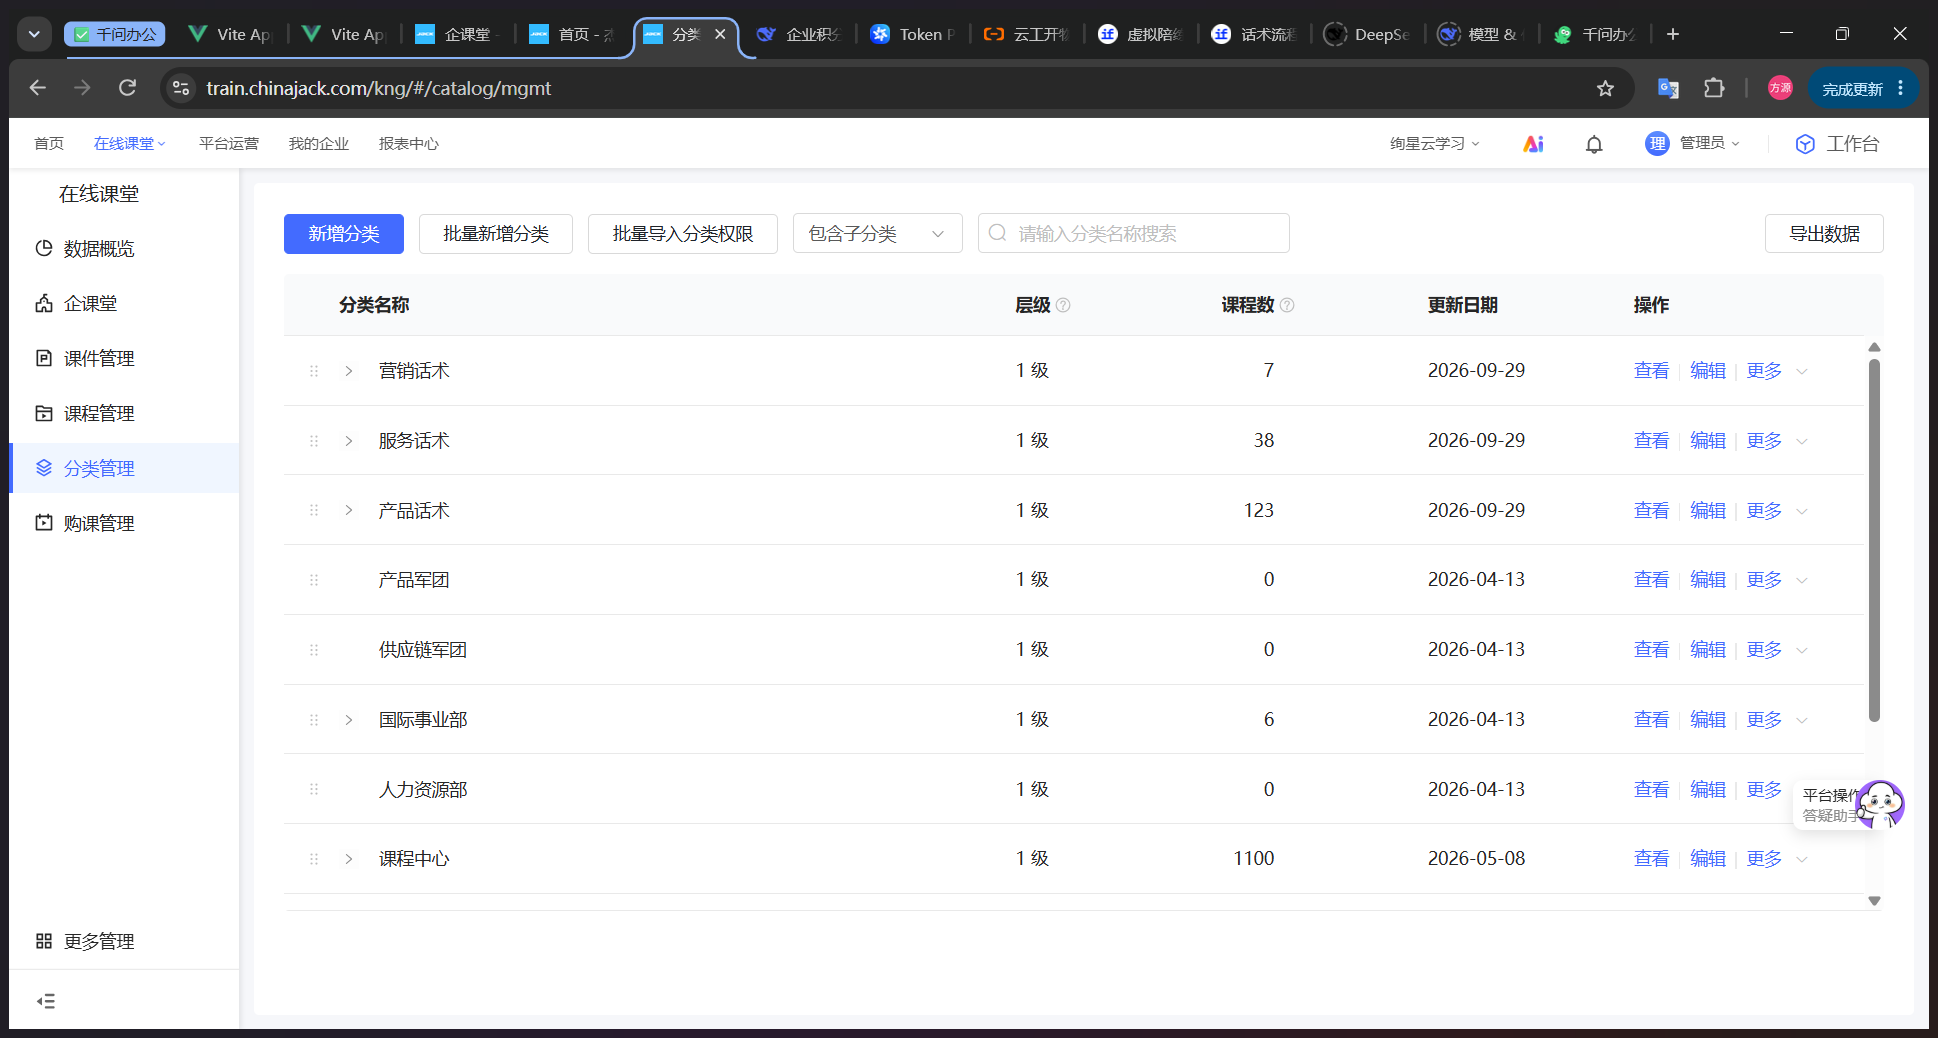 千问办公
Vite Ap
Vite Ap
企课堂 -
首页 - 杰
分类
企业积分
Token P
云工开物
虚拟陪练
话术流程
DeepSe
模型 &
千问办公
train.chinajack.com/kng/#/catalog/mgmt
方源
完成更新
首页
在线课堂
平台运营
我的企业
报表中心
绚星云学习
Ai
理
管理员
工作台
在线课堂
数据概览
企课堂
课件管理
课程管理
分类管理
购课管理
更多管理
新增分类
批量新增分类
批量导入分类权限
包含子分类
请输入分类名称搜索
导出数据
分类名称 层级 课程数 更新日期 操作
营销话术 1 级 7 2026-09-29 查看 编辑 更多
服务话术 1 级 38 2026-09-29 查看 编辑 更多
产品话术 1 级 123 2026-09-29 查看 编辑 更多
产品军团 1 级 0 2026-04-13 查看 编辑 更多
供应链军团 1 级 0 2026-04-13 查看 编辑 更多
国际事业部 1 级 6 2026-04-13 查看 编辑 更多
人力资源部 1 级 0 2026-04-13 查看 编辑 更多
课程中心 1 级 1100 2026-05-08 查看 编辑 更多
平台操作
答疑助手